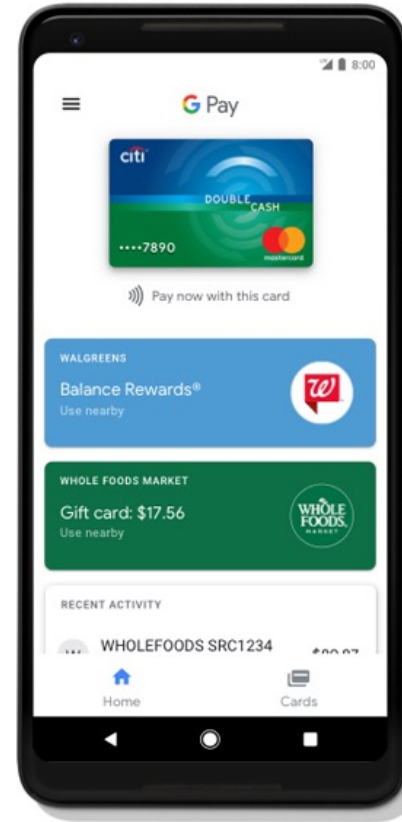 8:00
G Pay
citi
DOUBLE
CASH
••••7890
mastercard
Pay now with this card
WALGREENS
Balance Rewards®
Use nearby
W
WHOLE FOODS MARKET
Gift card: $17.56
Use nearby
WHOLE
FOODS
MARKET
RECENT ACTIVITY
WHOLEFOODS SRC1234
Home
Cards